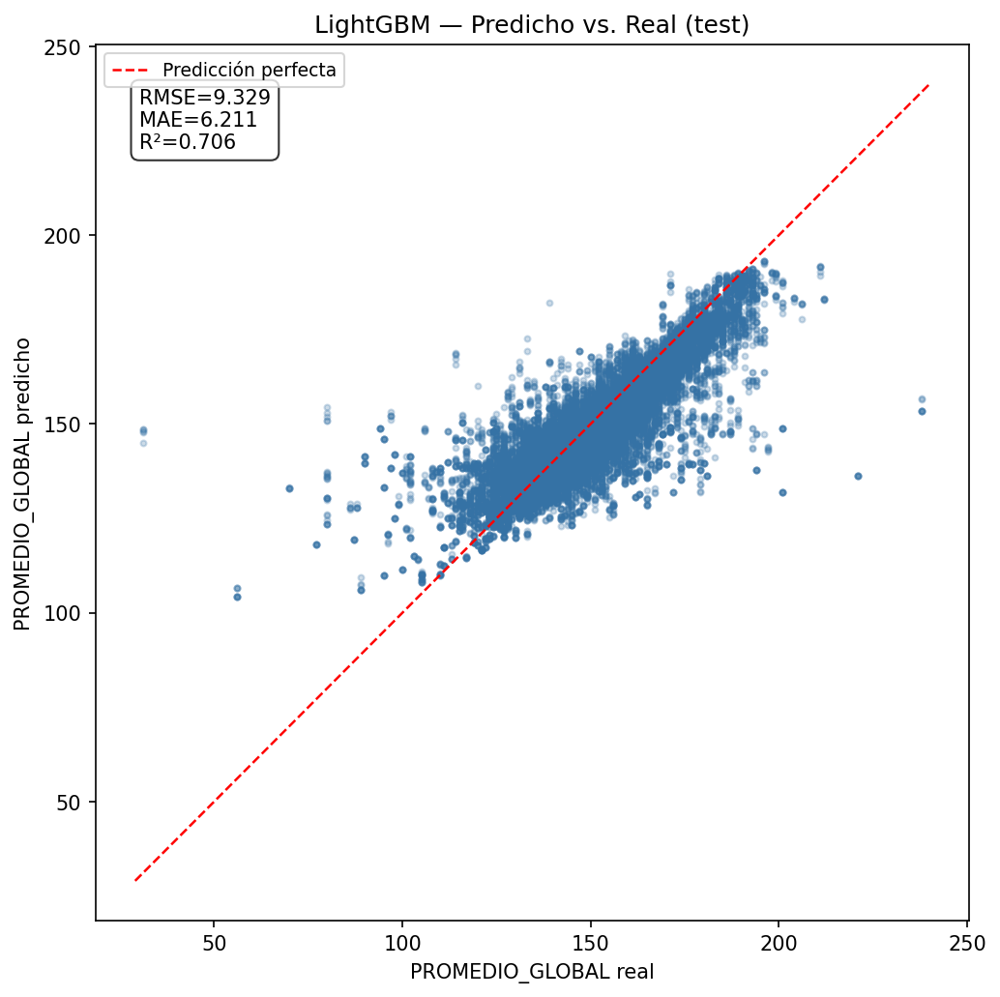 LightGBM — Predicho vs. Real (test)
Predicción perfecta
RMSE=9.329
MAE=6.211
R²=0.706
PROMEDIO_GLOBAL predicho
250
200
150
100
50
50
100
150
200
250
PROMEDIO_GLOBAL real